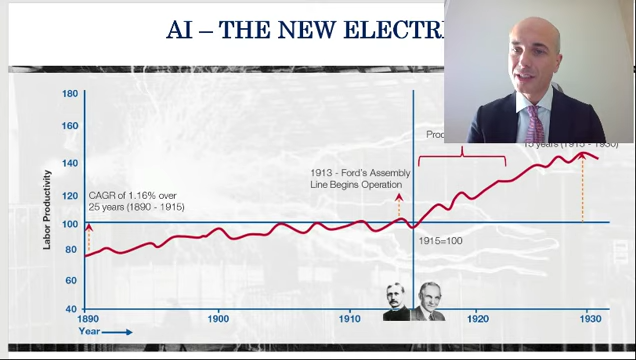 AI – THE NEW ELECTRI
180
160
140
120
100
80
60
40
Labor Productivity
CAGR of 1.16% over
25 years (1890 - 1915)
1913 - Ford's Assembly
Line Begins Operation
15 years (1915 - 1930)
1915=100
1890
1900
1910
1920
1930
Year